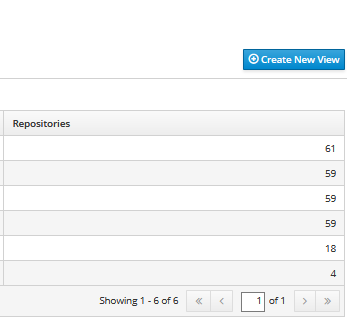 Create New View
Repositories
61
59
59
59
18
4
Showing 1 - 6 of 6 « ‹ 1 of 1 › »